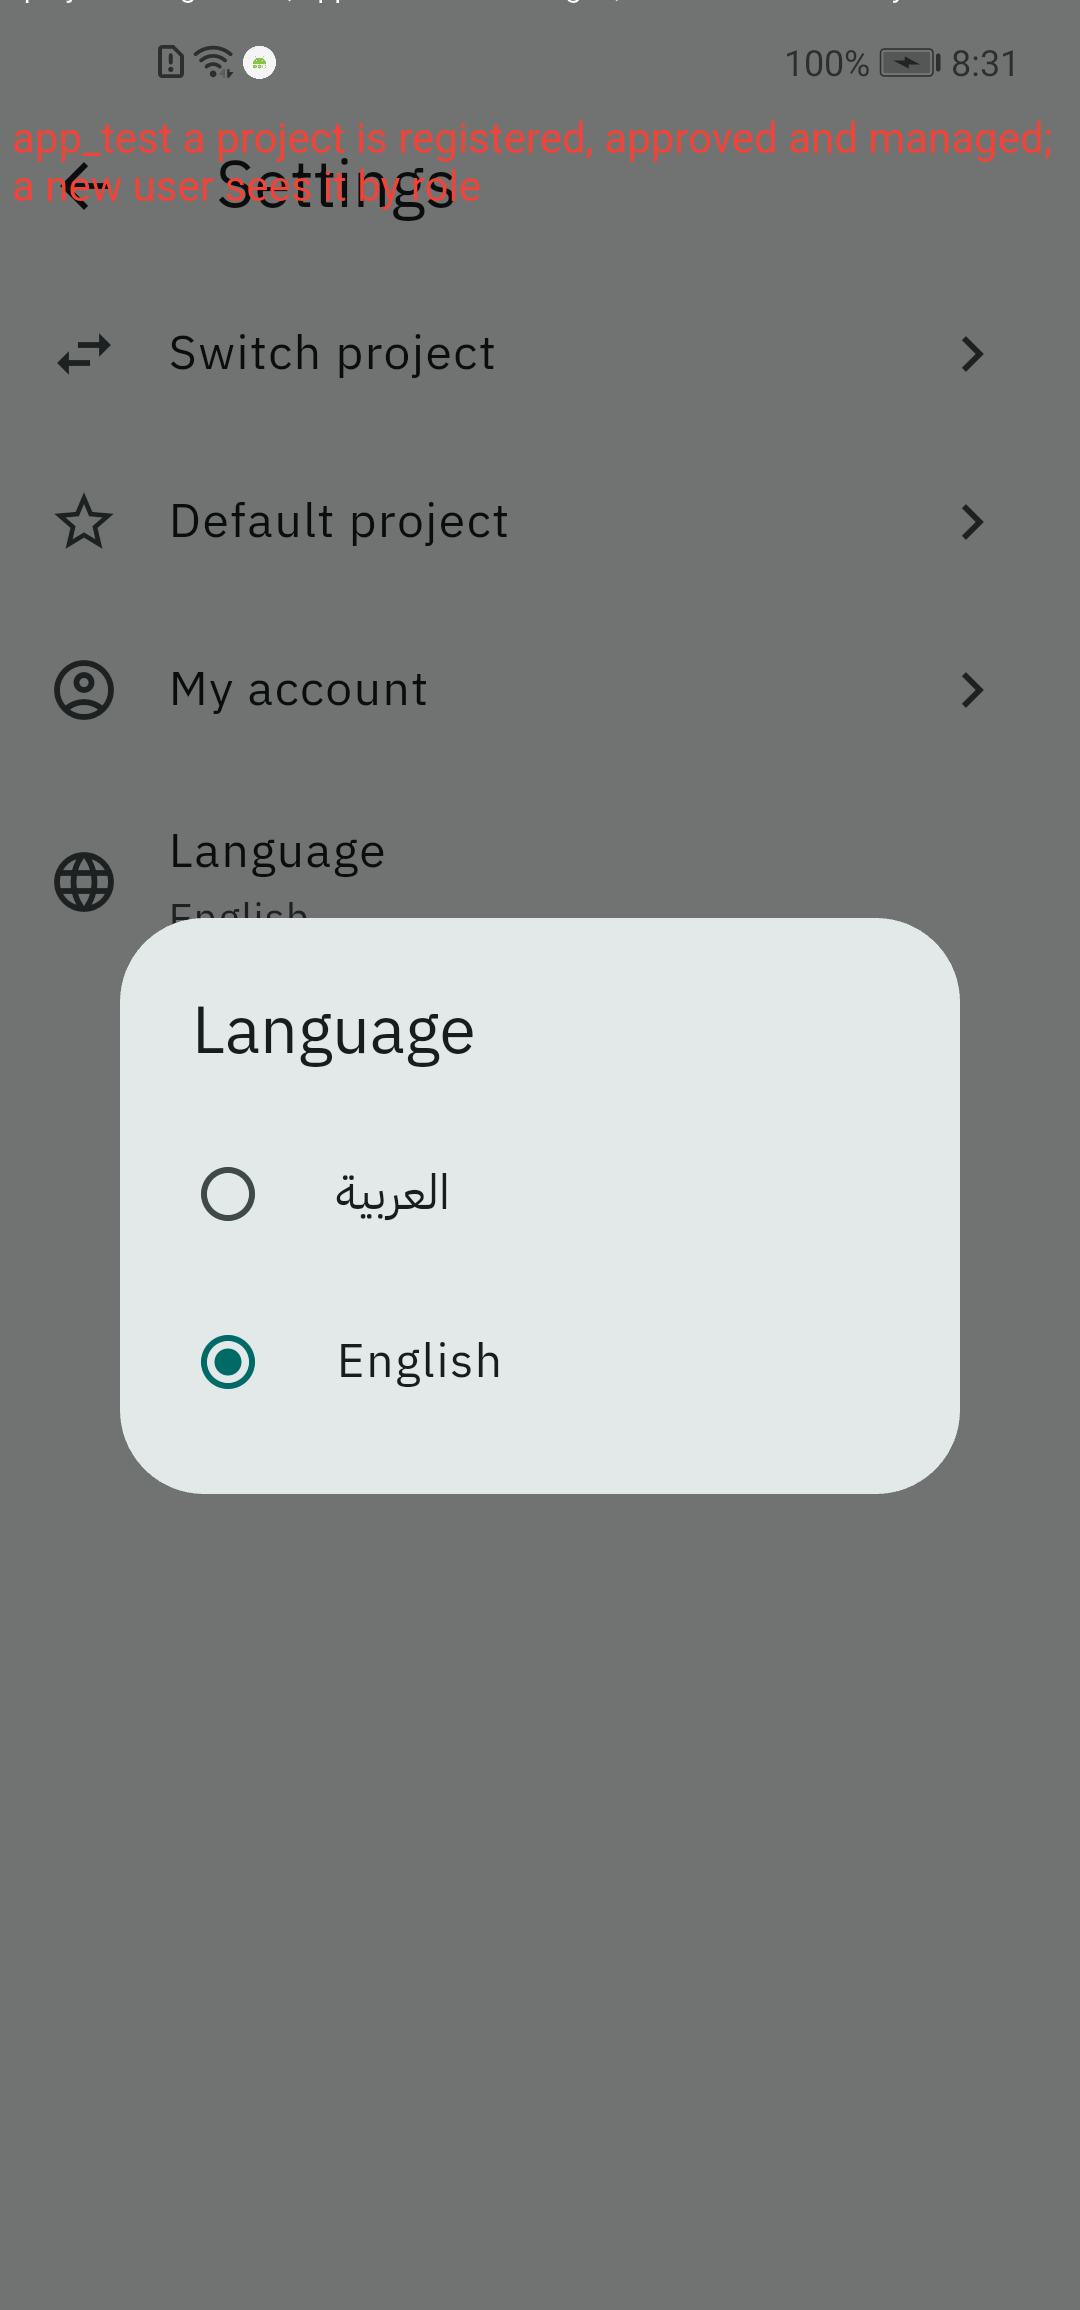 100% 8:31
app_test a project is registered, approved and managed;
a new user sees it by role
Settings
Switch project
Default project
My account
Language
English
Language
العربية
English